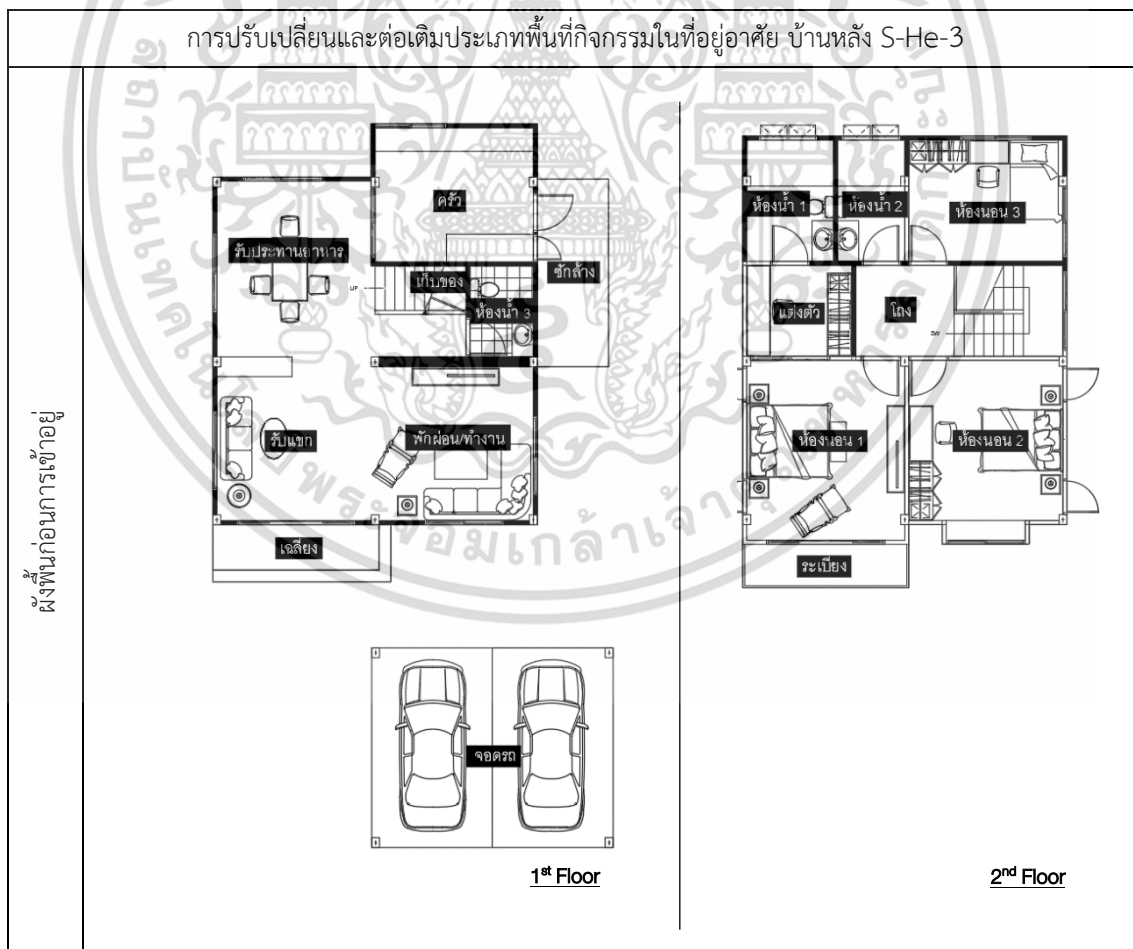 การปรับเปลี่ยนและต่อเติมประเภทพื้นที่กิจกรรมในที่อยู่อาศัย บ้านหลัง S-He-3
ผังพื้นก่อนการเข้าอยู่
ครัว
รับประทานอาหาร
เก็บของ
ซักล้าง
UP
ห้องน้ำ 3
รับแขก
พักผ่อน/ทำงาน
เฉลียง
จอดรถ
1st Floor
ห้องน้ำ 1
ห้องน้ำ 2
ห้องนอน 3
แต่งตัว
โถง
DW
ห้องนอน 1
ห้องนอน 2
ระเบียง
2nd Floor